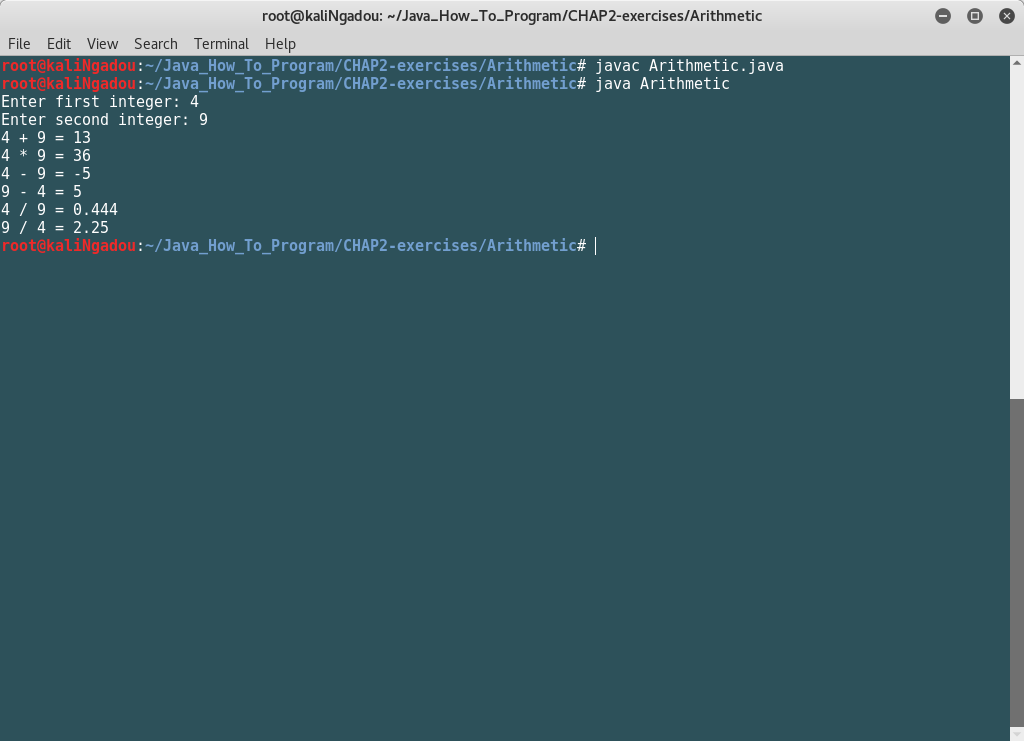 root@kaliNgadou: ~/Java_How_To_Program/CHAP2-exercises/Arithmetic
File Edit View Search Terminal Help
root@kaliNgadou:~/Java_How_To_Program/CHAP2-exercises/Arithmetic# javac Arithmetic.java
root@kaliNgadou:~/Java_How_To_Program/CHAP2-exercises/Arithmetic# java Arithmetic
Enter first integer: 4
Enter second integer: 9
4 + 9 = 13
4 * 9 = 36
4 - 9 = -5
9 - 4 = 5
4 / 9 = 0.444
9 / 4 = 2.25
root@kaliNgadou:~/Java_How_To_Program/CHAP2-exercises/Arithmetic#